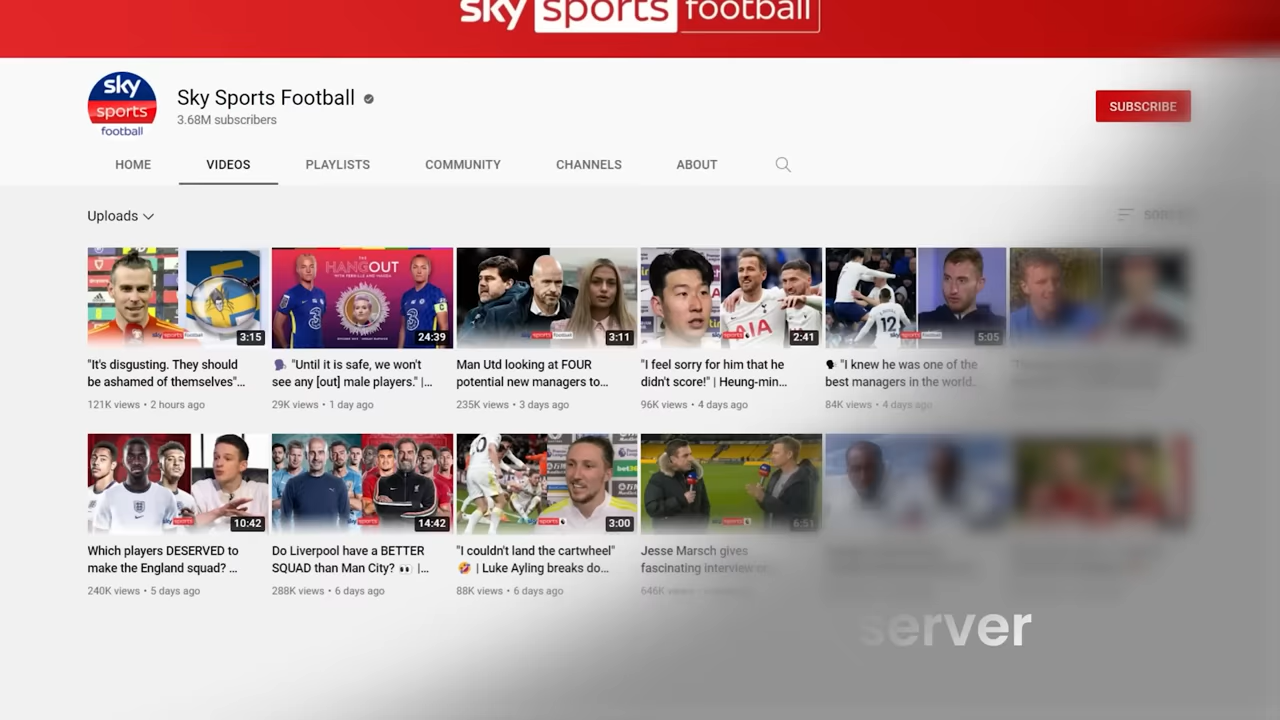 sky sports football
sky
sports
football
Sky Sports Football
3.68M subscribers
SUBSCRIBE
HOME
VIDEOS
PLAYLISTS
COMMUNITY
CHANNELS
ABOUT
Uploads
3:15
HANGOUT
24:39
3:11
2:41
5:05
"It's disgusting. They should
be ashamed of themselves"...
121K views • 2 hours ago
🗣️ "Until it is safe, we won't
see any [out] male players." |...
29K views • 1 day ago
Man Utd looking at FOUR
potential new managers to...
235K views • 3 days ago
"I feel sorry for him that he
didn't score!" | Heung-min...
96K views • 4 days ago
🗣 "I knew he was one of the
best managers in the world.
84K views • 4 days ago
10:42
14:42
3:00
6:51
Which players DESERVED to
make the England squad? ...
240K views • 5 days ago
Do Liverpool have a BETTER
SQUAD than Man City? 👀 |...
288K views • 6 days ago
"I couldn't land the cartwheel"
🤣 | Luke Ayling breaks do...
88K views • 6 days ago
Jesse Marsch gives
fascinating interview
646K
server